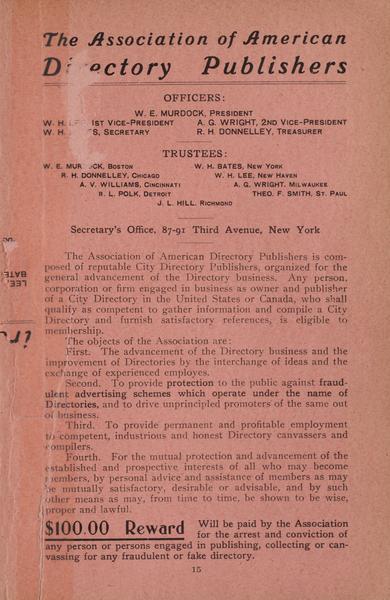 The Association of American
Directory Publishers
OFFICERS:
W. E. MURDOCK, PRESIDENT
W. H. 1ST VICE-PRESIDENT A. G. WRIGHT, 2ND VICE-PRESIDENT
W. H. S, SECRETARY R. H. DONNELLEY, TREASURER
TRUSTEES:
W. E. MURDOCK, BOSTON W. H. BATES, NEW YORK
R. H. DONNELLEY, CHICAGO W. H. LEE, NEW HAVEN
A. V. WILLIAMS, CINCINNATI A. G. WRIGHT, MILWAUKEE
R. L. POLK, DETROIT THEO. F. SMITH, ST. PAUL
J. L. HILL, RICHMOND
Secretary's Office, 87-91 Third Avenue, New York
The Association of American Directory Publishers is com-
posed of reputable City Directory Publishers, organized for the
general advancement of the Directory business. Any person,
corporation or firm engaged in business as owner and publisher
of a City Directory in the United States or Canada, who shall
qualify as competent to gather information and compile a City
Directory and furnish satisfactory references, is eligible to
membership.
The objects of the Association are:
First. The advancement of the Directory business and the
improvement of Directories by the interchange of ideas and the
exchange of experienced employes.
Second. To provide protection to the public against fraud-
ulent advertising schemes which operate under the name of
Directories, and to drive unprincipled promoters of the same out
of business.
Third. To provide permanent and profitable employment
to competent, industrious and honest Directory canvassers and
compilers.
Fourth. For the mutual protection and advancement of the
established and prospective interests of all who may become
members, by personal advice and assistance of members as may
be mutually satisfactory, desirable or advisable, and by such
other means as may, from time to time, be shown to be wise,
proper and lawful.
$100.00 Reward Will be paid by the Association
for the arrest and conviction of
any person or persons engaged in publishing, collecting or can-
vassing for any fraudulent or fake directory.
15